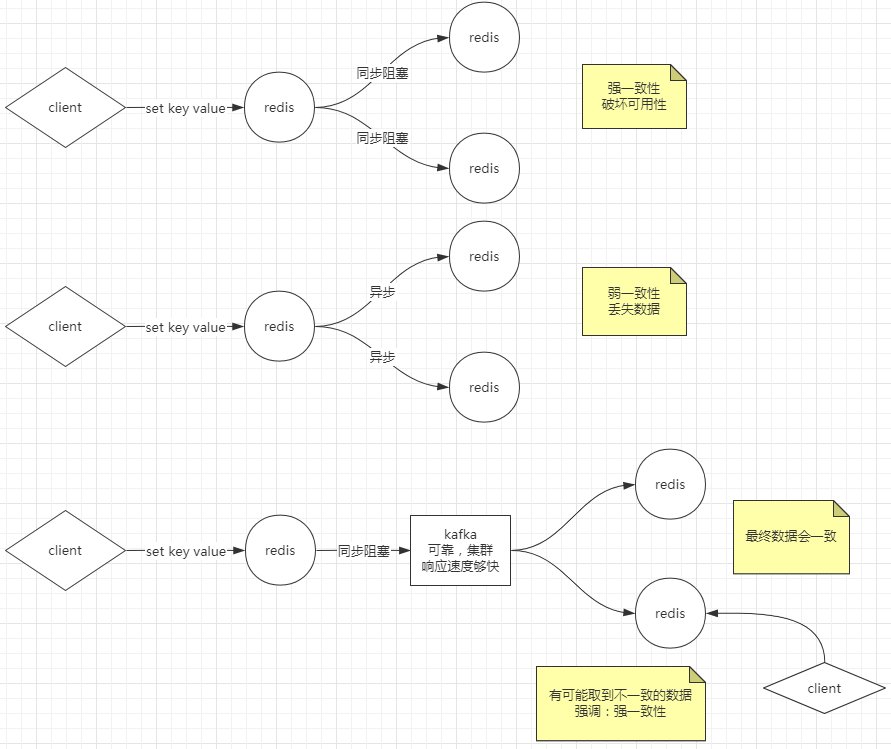 redis
同步阻塞
client
set key value
redis
同步阻塞
redis
强一致性
破坏可用性
redis
异步
client
set key value
redis
异步
redis
弱一致性
丢失数据
redis
client
set key value
redis
同步阻塞
kafka
可靠，集群
响应速度够快
最终数据会一致
redis
client
有可能取到不一致的数据
强调：强一致性